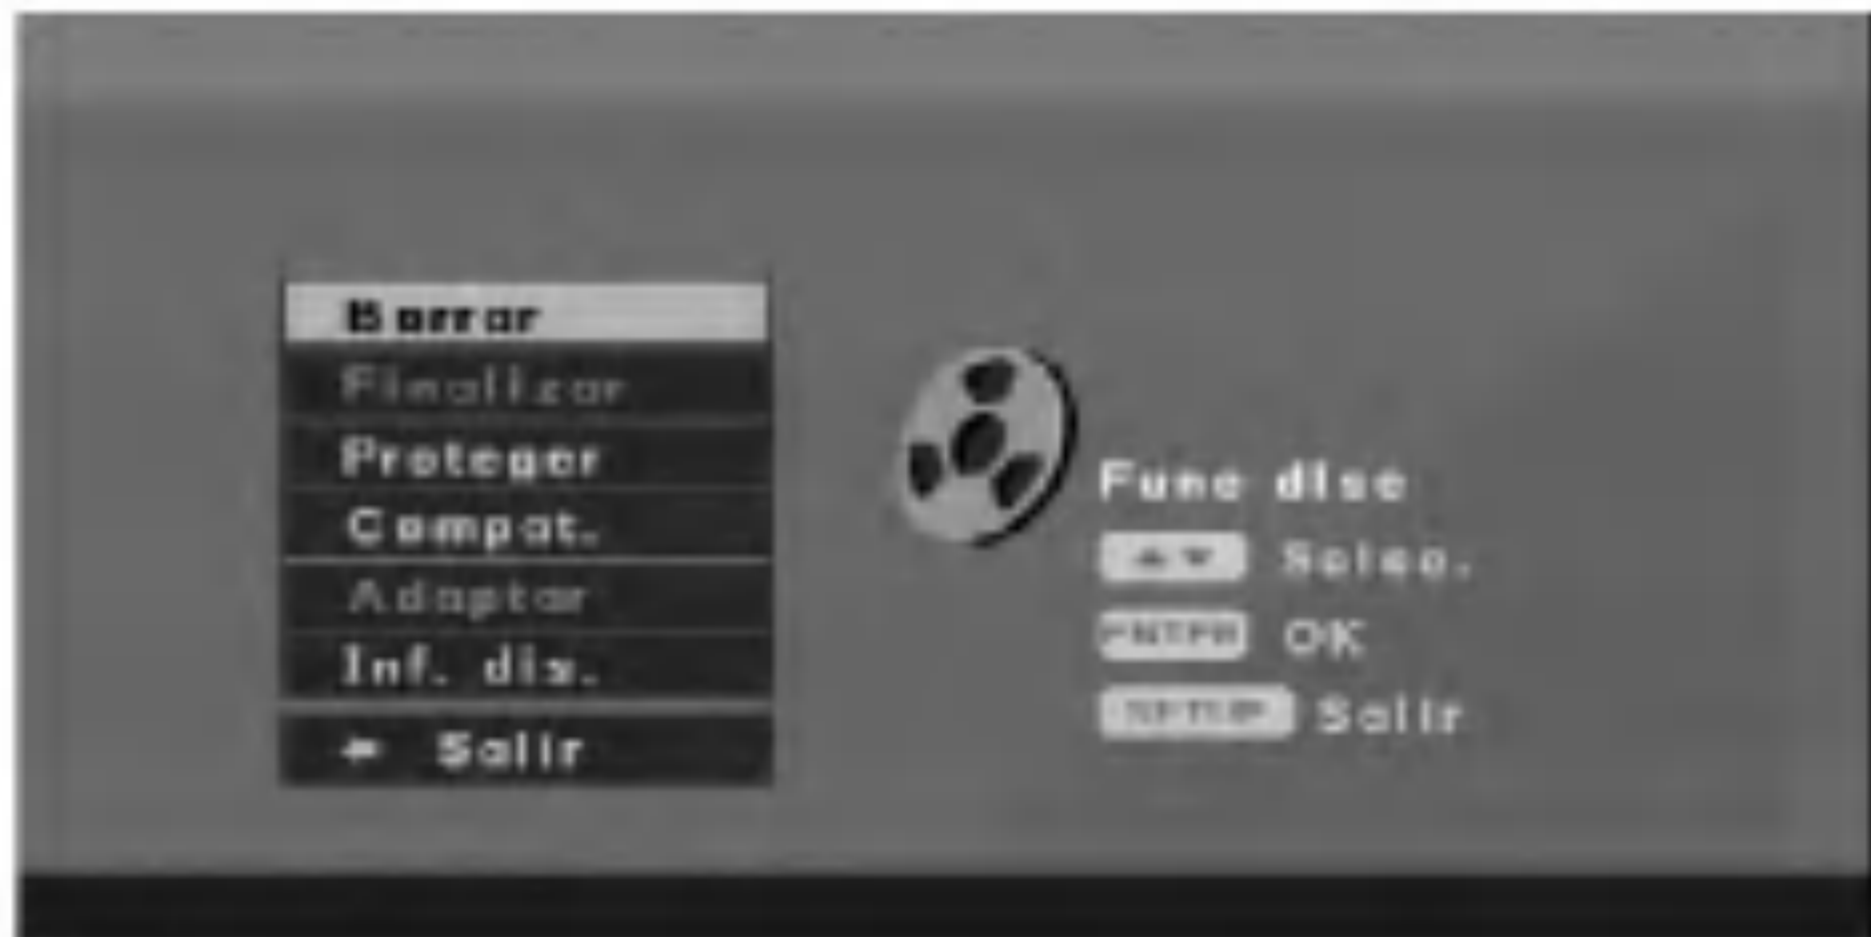 Borrar
Finalizar
Proteger
Compat.
Adaptar
Inf. dis.
Salir
Func disc
Selec.
ENTER OK
SETUP Salir